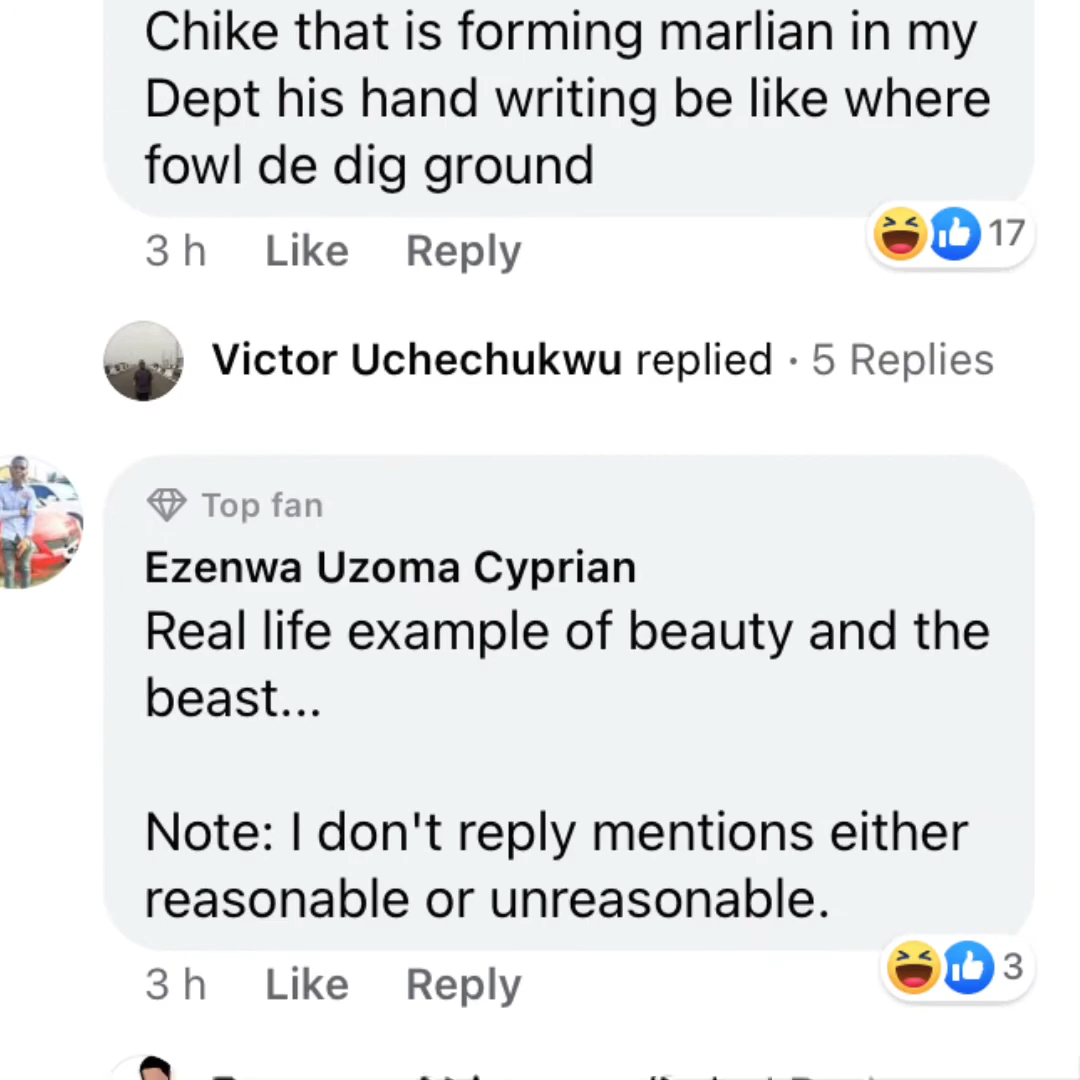 Chike that is forming marlian in my
Dept his hand writing be like where
fowl de dig ground
3 h Like Reply 17
Victor Uchechukwu replied · 5 Replies
Top fan
Ezenwa Uzoma Cyprian
Real life example of beauty and the
beast...
Note: I don't reply mentions either
reasonable or unreasonable.
3 h Like Reply 3